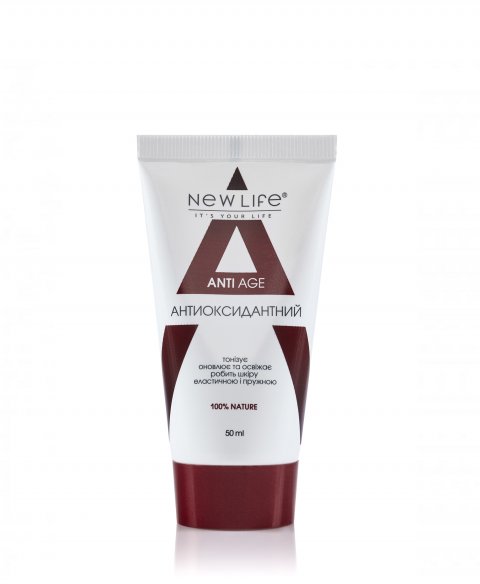 NEW LIFE®
IT'S YOUR LIFE
ANTI AGE
АНТИОКСИДАНТНИЙ
тонізує
оновлює та освіжає
робить шкіру
еластичною і пружною
100% NATURE
50 ml